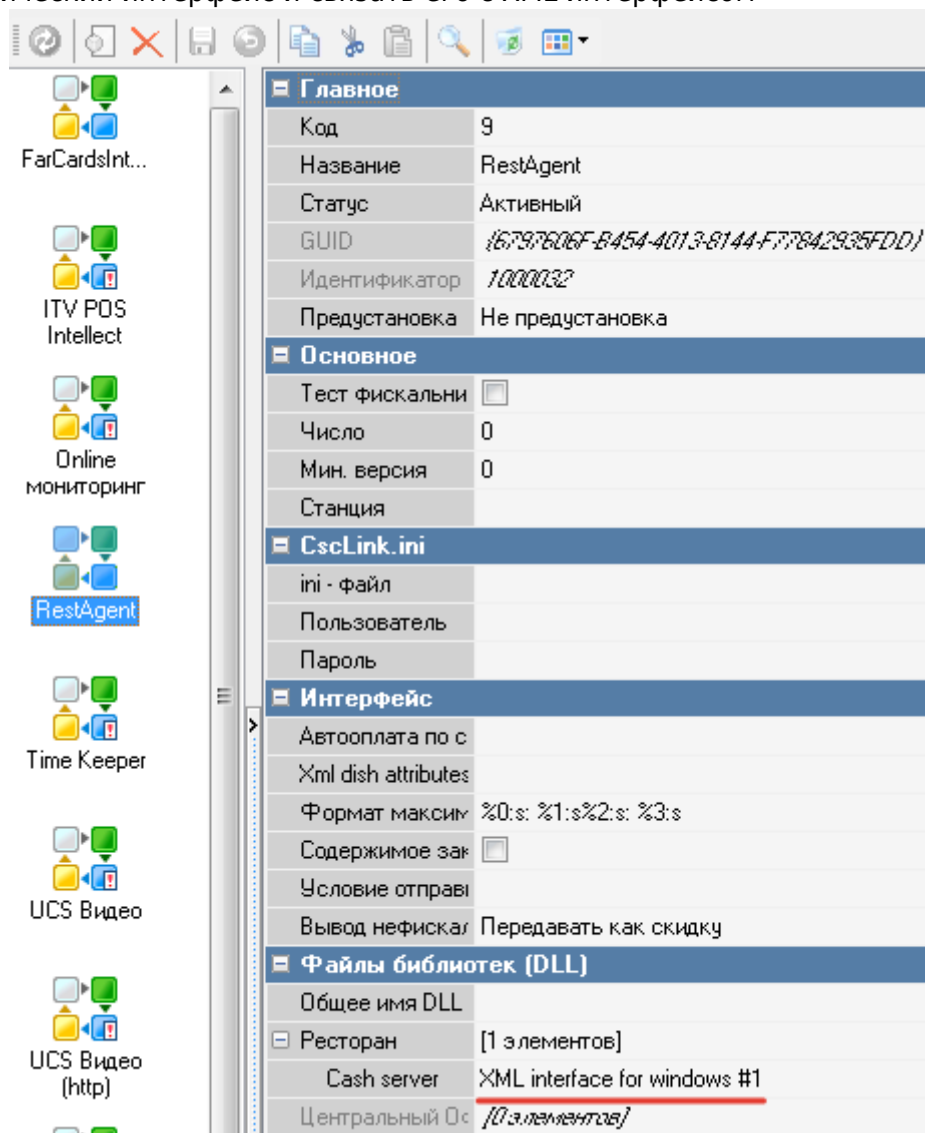 FarCardsInt...
ITV POS
Intellect
Online
мониторинг
RestAgent
Time Keeper
UCS Видео
UCS Видео
(http)
Главное
Код 9
Название RestAgent
Статус Активный
GUID {6797606F-B454-4013-8144-F77842935FDD}
Идентификатор 1000032
Предустановка Не предустановка
Основное
Тест фискальни
Число 0
Мин. версия 0
Станция
CscLink.ini
ini - файл
Пользователь
Пароль
Интерфейс
Автооплата по с
Xml dish attributes
Формат максим %0:s: %1:s%2:s: %3:s
Содержимое зак
Условие отправі
Вывод нефискал Передавать как скидку
Файлы библиотек (DLL)
Общее имя DLL
Ресторан [1 элементов]
Cash server XML interface for windows #1
Центральный Ос [0 элементов]